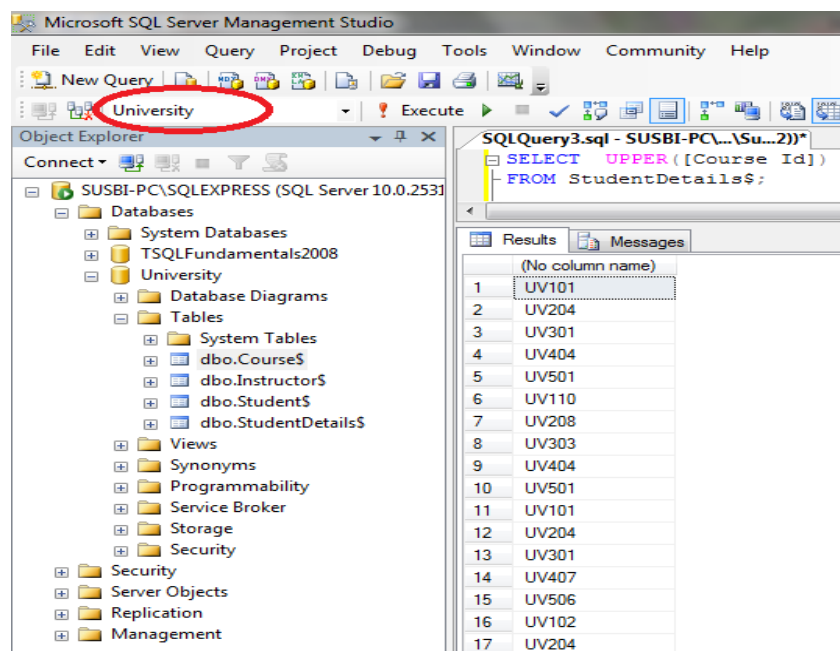 Microsoft SQL Server Management Studio
File Edit View Query Project Debug Tools Window Community Help
New Query
University Execute
Object Explorer
Connect
SUSBI-PC\SQLEXPRESS (SQL Server 10.0.2531
Databases
System Databases
TSQLFundamentals2008
University
Database Diagrams
Tables
System Tables
dbo.Course$
dbo.Instructor$
dbo.Student$
dbo.StudentDetails$
Views
Synonyms
Programmability
Service Broker
Storage
Security
Security
Server Objects
Replication
Management
SQLQuery3.sql - SUSBI-PC\...\Su...2))*
SELECT UPPER([Course Id])
FROM StudentDetails$;
Results Messages
(No column name)
1 UV101
2 UV204
3 UV301
4 UV404
5 UV501
6 UV110
7 UV208
8 UV303
9 UV404
10 UV501
11 UV101
12 UV204
13 UV301
14 UV407
15 UV506
16 UV102
17 UV204